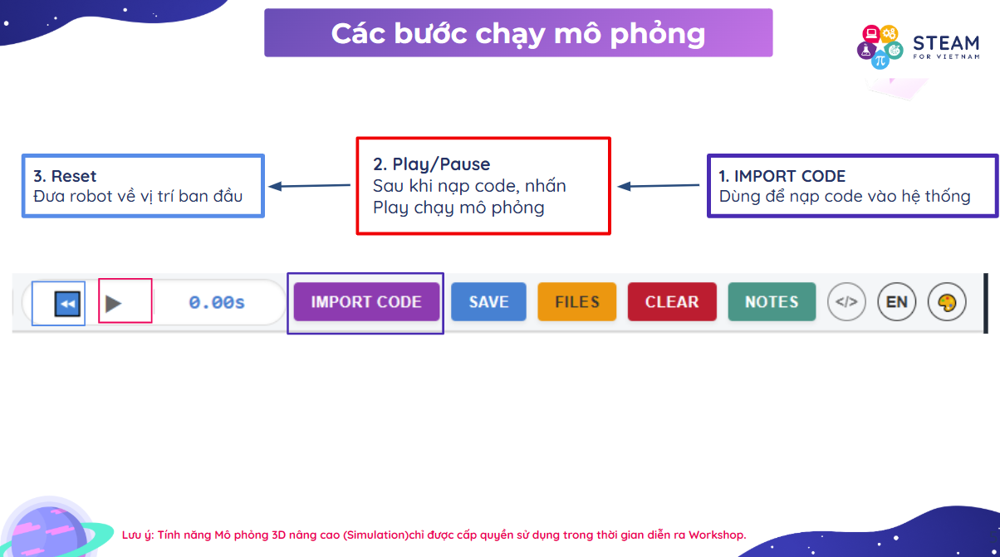 Các bước chạy mô phỏng
STEAM
FOR VIETNAM
3. Reset
Đưa robot về vị trí ban đầu
2. Play/Pause
Sau khi nạp code, nhấn
Play chạy mô phỏng
1. IMPORT CODE
Dùng để nạp code vào hệ thống
0.00s
IMPORT CODE
SAVE
FILES
CLEAR
NOTES
</>
EN
Lưu ý: Tính năng Mô phỏng 3D nâng cao (Simulation)chỉ được cấp quyền sử dụng trong thời gian diễn ra Workshop.